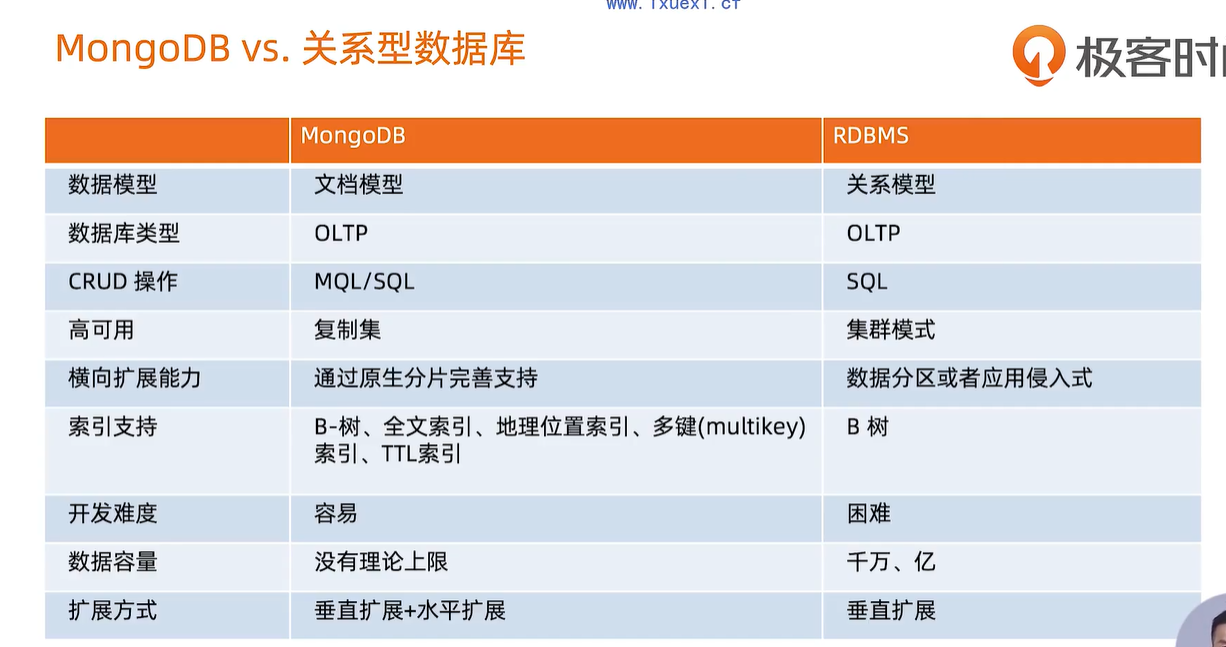 MongoDB vs. 关系型数据库
极客时
MongoDB RDBMS
数据模型 文档模型 关系模型
数据库类型 OLTP OLTP
CRUD 操作 MQL/SQL SQL
高可用 复制集 集群模式
横向扩展能力 通过原生分片完善支持 数据分区或者应用侵入式
索引支持 B-树、全文索引、地理位置索引、多键(multikey) B 树
索引、TTL索引
开发难度 容易 困难
数据容量 没有理论上限 千万、亿
扩展方式 垂直扩展+水平扩展 垂直扩展